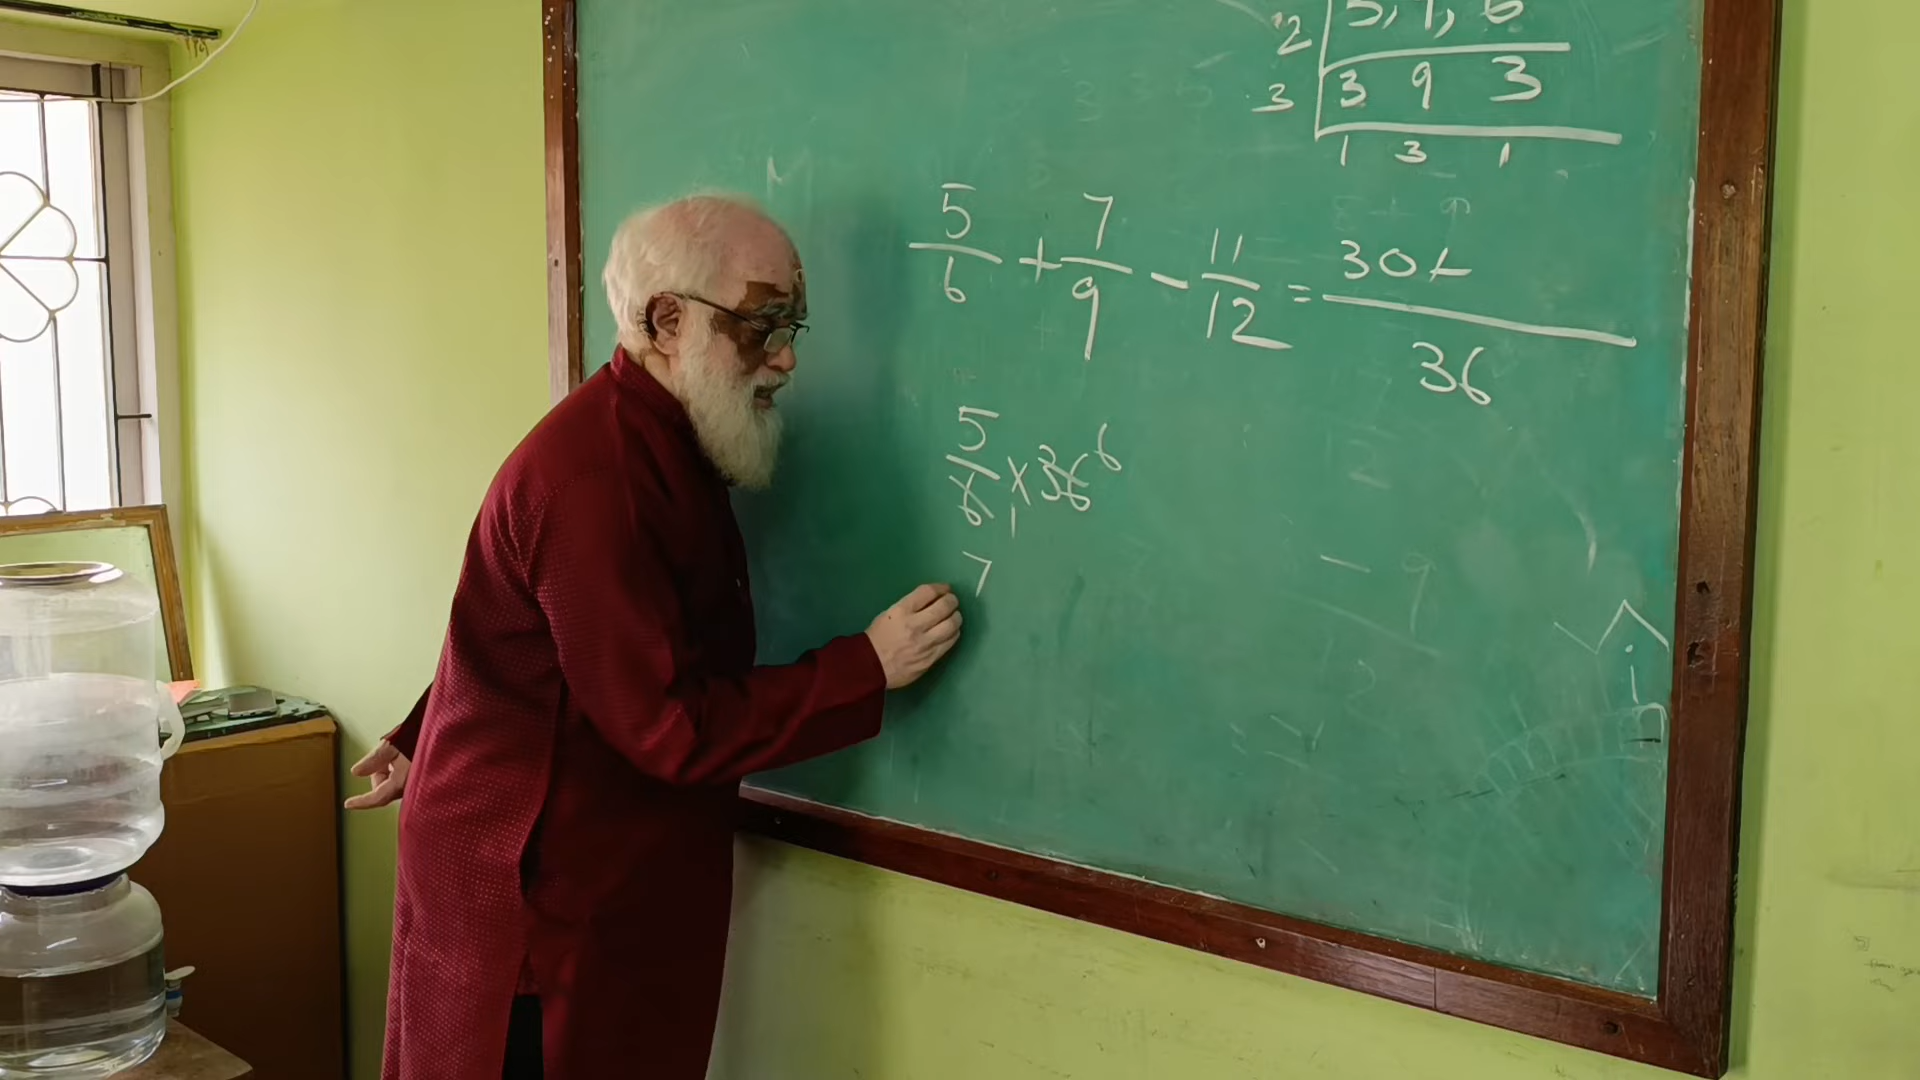 2 | 3, 9, 6
3 | 3 9 3
1 3 1
5/6 + 7/9 - 11/12 = 30+/36
5/6 1 × 36 6
7